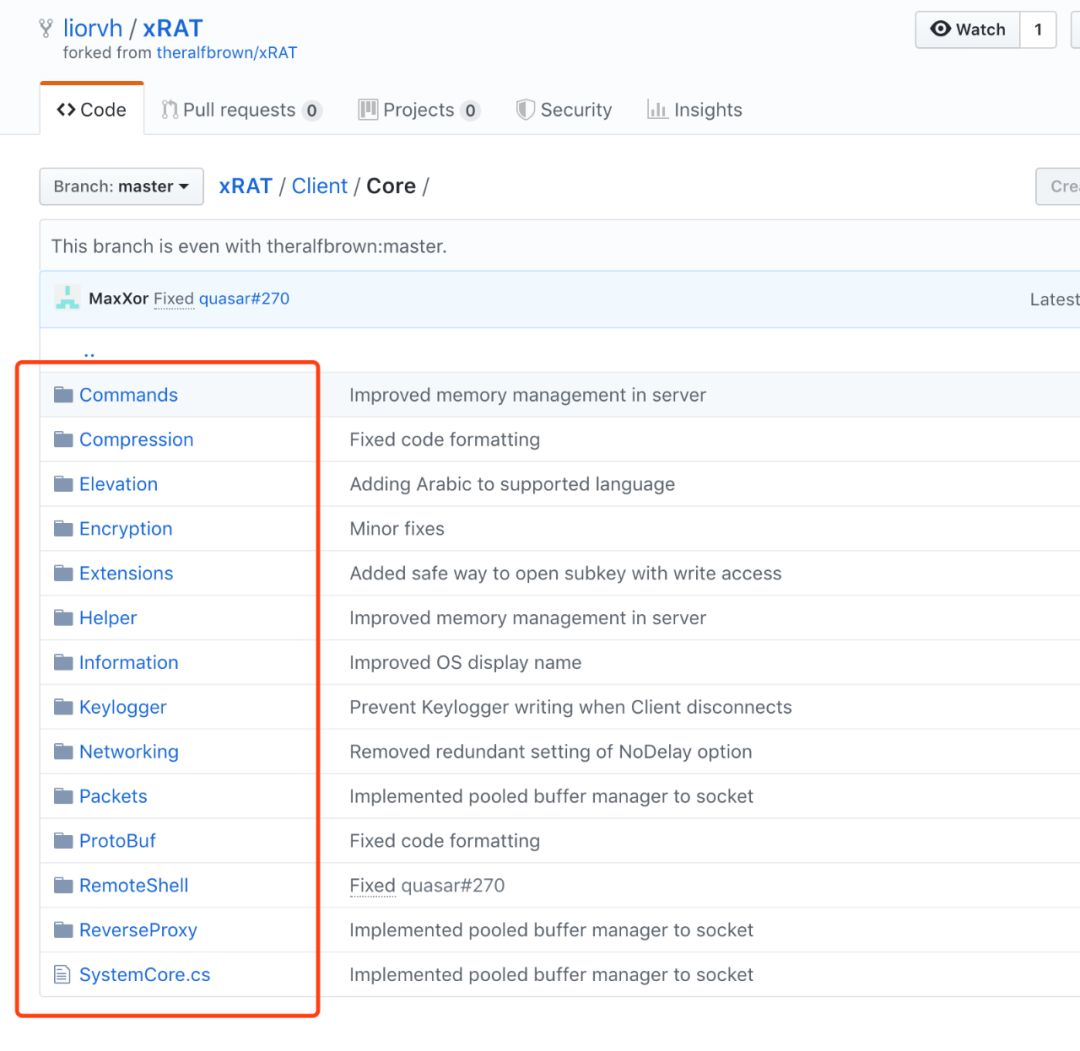 liorvh / xRAT
forked from theralfbrown/xRAT
Watch 1
Code Pull requests 0 Projects 0 Security Insights
Branch: master xRAT / Client / Core /
This branch is even with theralfbrown:master.
MaxXor Fixed quasar#270 Latest
..
Commands Improved memory management in server
Compression Fixed code formatting
Elevation Adding Arabic to supported language
Encryption Minor fixes
Extensions Added safe way to open subkey with write access
Helper Improved memory management in server
Information Improved OS display name
Keylogger Prevent Keylogger writing when Client disconnects
Networking Removed redundant setting of NoDelay option
Packets Implemented pooled buffer manager to socket
ProtoBuf Fixed code formatting
RemoteShell Fixed quasar#270
ReverseProxy Implemented pooled buffer manager to socket
SystemCore.cs Implemented pooled buffer manager to socket